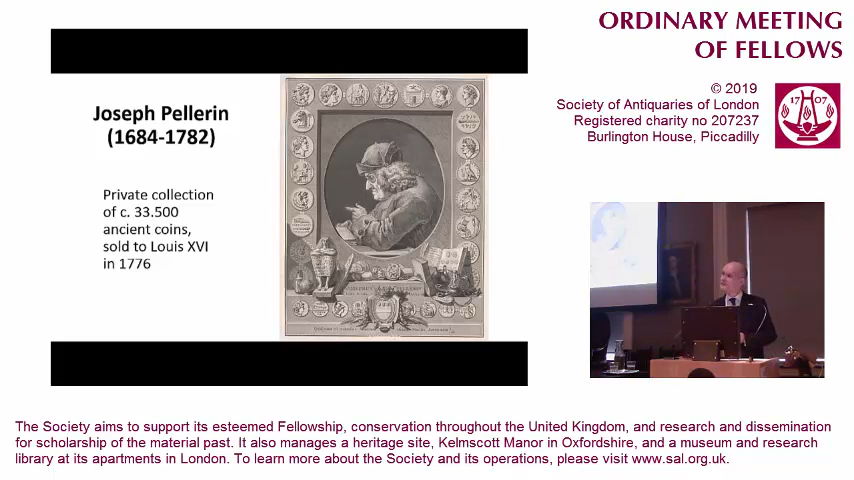 ORDINARY MEETING
OF FELLOWS
© 2019
Society of Antiquaries of London
Registered charity no 207237
Burlington House, Piccadilly
1707
Joseph Pellerin
(1684-1782)
Private collection
of c. 33.500
ancient coins,
sold to Louis XVI
in 1776
The Society aims to support its esteemed Fellowship, conservation throughout the United Kingdom, and research and dissemination
for scholarship of the material past. It also manages a heritage site, Kelmscott Manor in Oxfordshire, and a museum and research
library at its apartments in London. To learn more about the Society and its operations, please visit www.sal.org.uk.